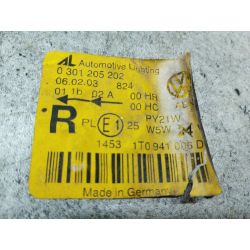 AL Automotive Lighting
0 301 205 202
06.02.03 824
01 1b 02 A 00 HR
00 HC
R PL E1 25 PY21W
W5W
1453 1T0 941 006 D
Made in Germany